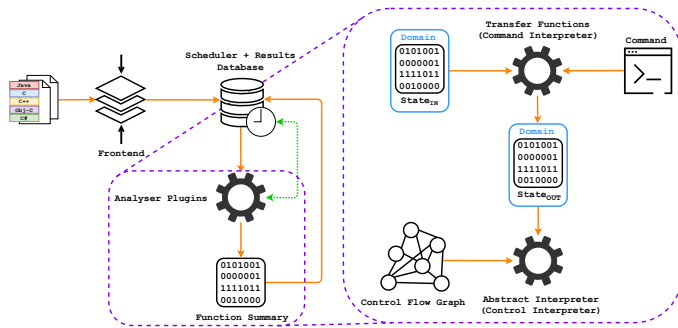 Java
C
C++
Obj-C
C#
Frontend
Scheduler + Results
Database
Analyser Plugins
0101001
0000001
1111011
0010000
Function Summary
Domain
0101001
0000001
1111011
0010000
StateIN
Transfer Functions
(Command Interpreter)
Command
Domain
0101001
0000001
1111011
0010000
StateOUT
Control Flow Graph
Abstract Interpreter
(Control Interpreter)